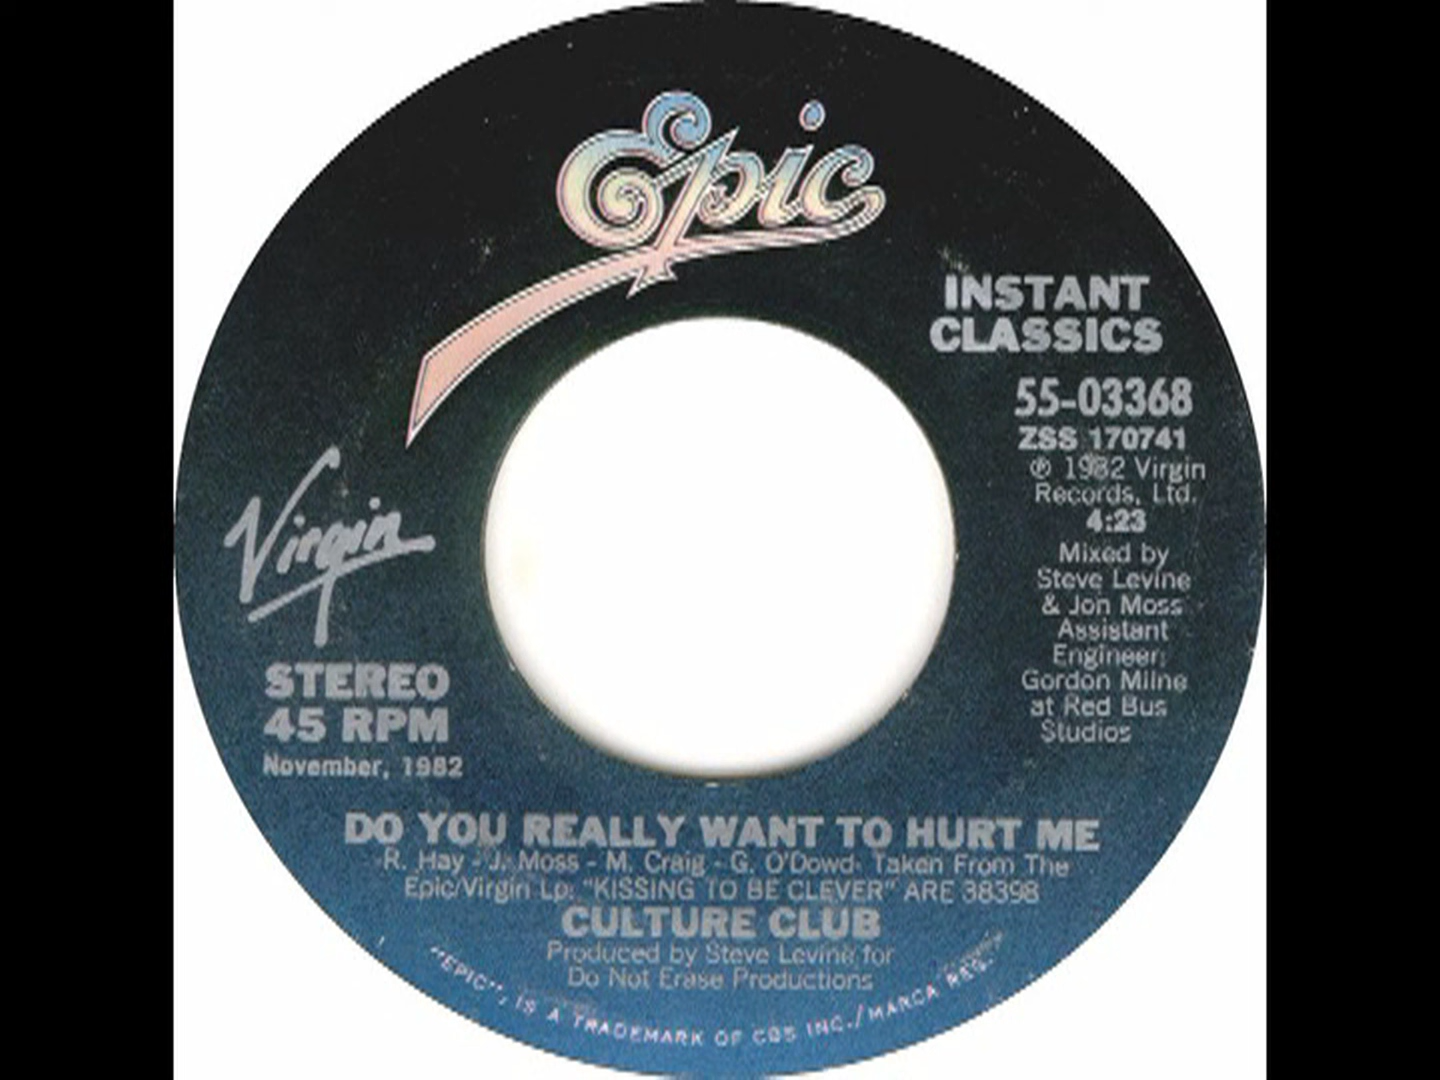 Epic
INSTANT
CLASSICS
55-03368
ZSS 170741
℗ 1982 Virgin
Records, Ltd.
4:23
Mixed by
Steve Levine
& Jon Moss
Assistant
Engineer:
Gordon Milne
at Red Bus
Studios
Virgin
STEREO
45 RPM
November, 1982
DO YOU REALLY WANT TO HURT ME
-R. Hay - J. Moss - M. Craig - G. O'Dowd- Taken From The
Epic/Virgin Lp: "KISSING TO BE CLEVER" ARE 38398
CULTURE CLUB
Produced by Steve Levine for
Do Not Erase Productions
"EPIC", IS A TRADEMARK OF CBS INC./MARCA REG.